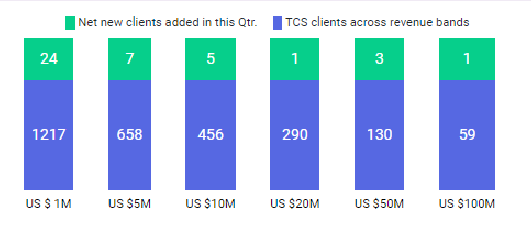 Net new clients added in this Qtr. TCS clients across revenue bands
24 7 5 1 3 1
1217 658 456 290 130 59
US $ 1M US $5M US $10M US $20M US $50M US $100M